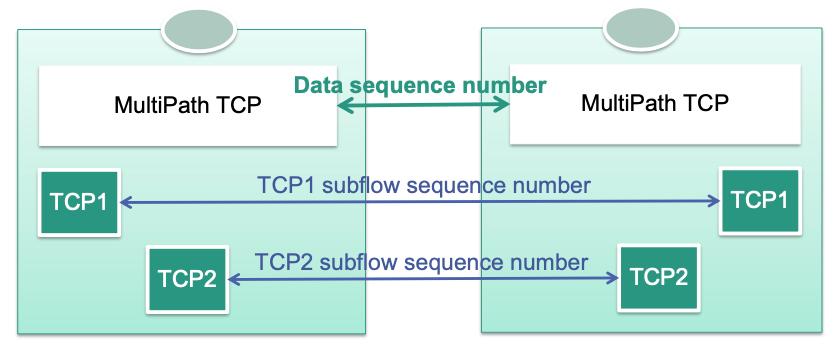 Data sequence number
MultiPath TCP
MultiPath TCP
TCP1
TCP1 subflow sequence number
TCP1
TCP2
TCP2 subflow sequence number
TCP2